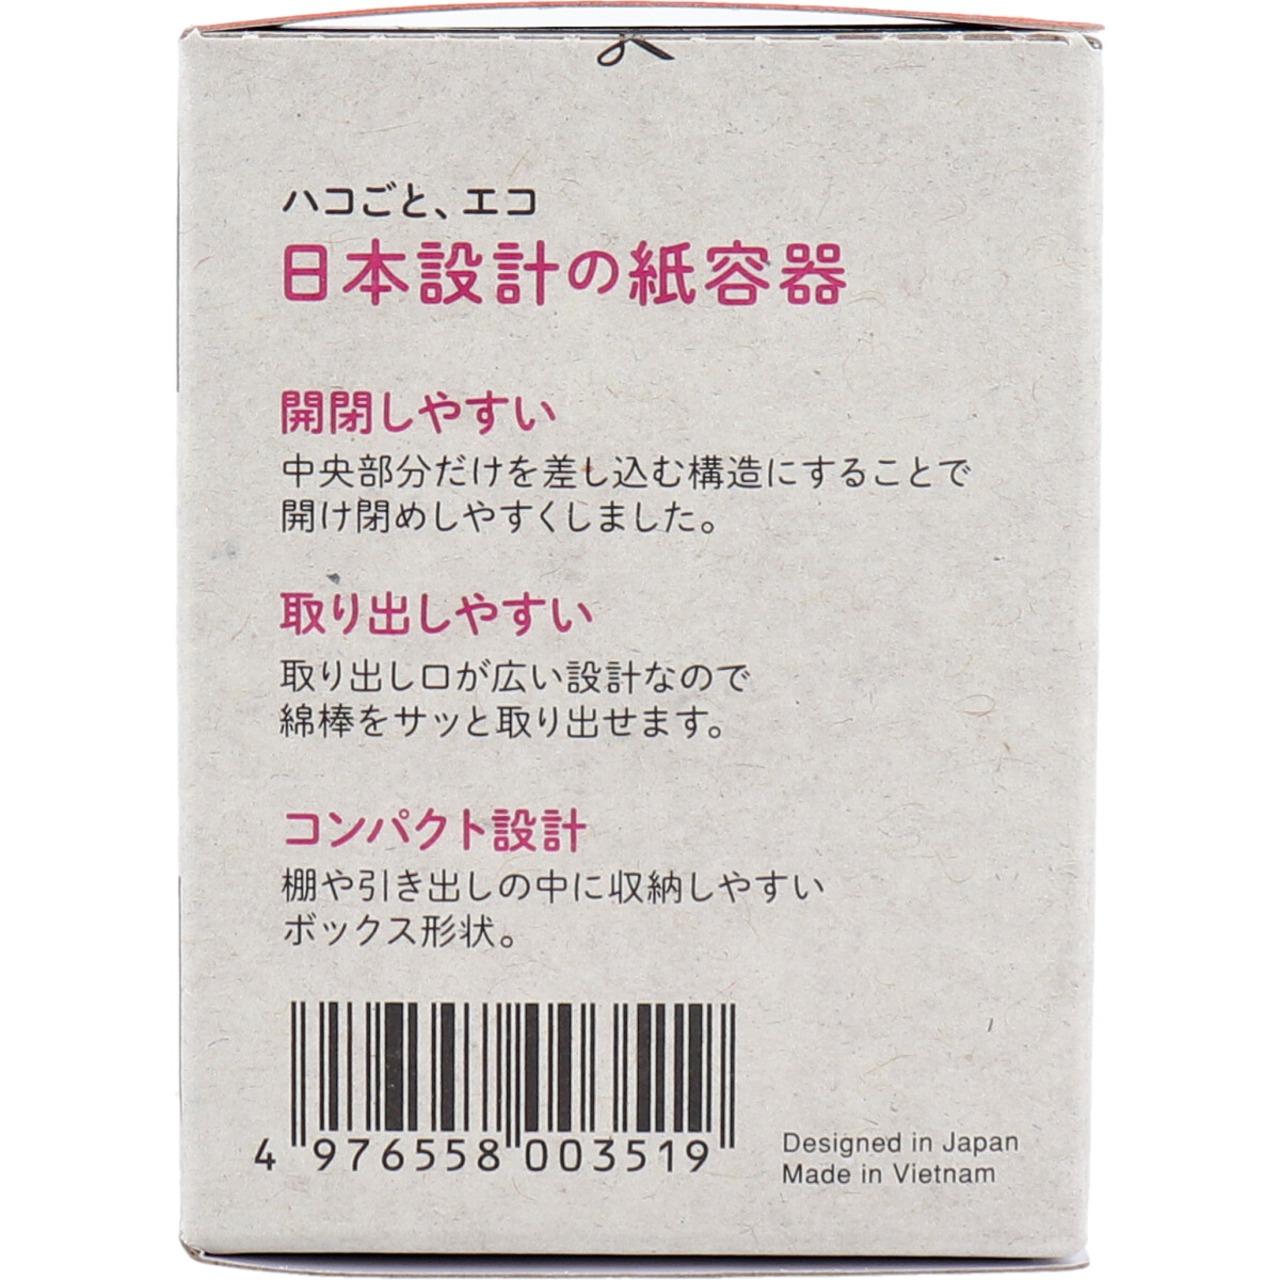 ハコごと、エコ
日本設計の紙容器
開閉しやすい
中央部分だけを差し込む構造にすることで
開け閉めしやすくしました。
取り出しやすい
取り出し口が広い設計なので
綿棒をサッと取り出せます。
コンパクト設計
棚や引き出しの中に収納しやすい
ボックス形状。
4 976558 003519
Designed in Japan
Made in Vietnam